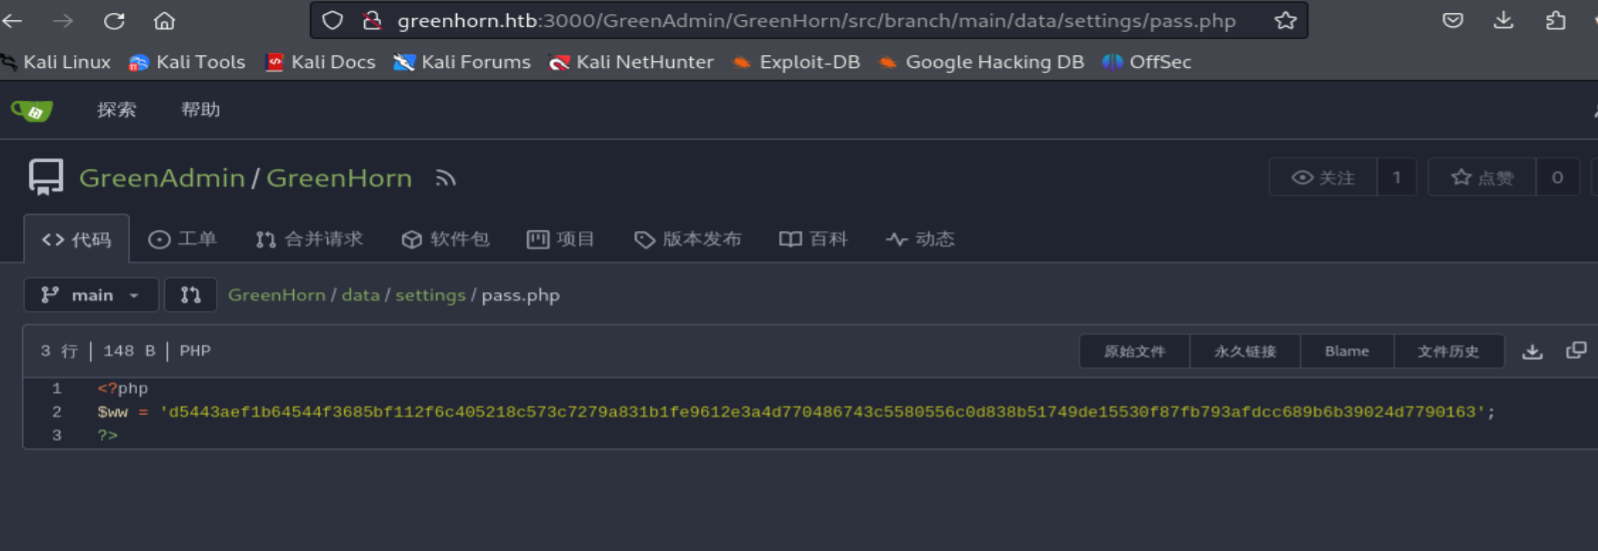 greenhorn.htb:3000/GreenAdmin/GreenHorn/src/branch/main/data/settings/pass.php
Kali Linux Kali Tools Kali Docs Kali Forums Kali NetHunter Exploit-DB Google Hacking DB OffSec
探索 帮助
GreenAdmin / GreenHorn 关注 1 点赞 0
<> 代码 工单 合并请求 软件包 项目 版本发布 百科 动态
main GreenHorn / data / settings / pass.php
3 行 | 148 B | PHP 原始文件 永久链接 Blame 文件历史
1 <?php
2 $ww = 'd5443aef1b64544f3685bf112f6c405218c573c7279a831b1fe9612e3a4d770486743c5580556c0d838b51749de15530f87fb793afdcc689b6b39024d7790163';
3 ?>